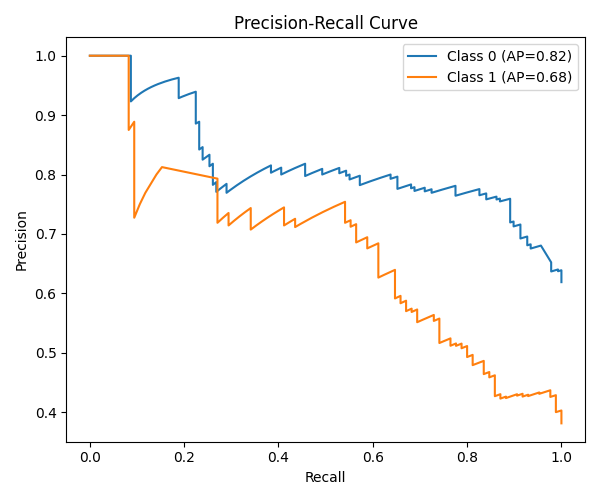 Precision-Recall Curve
Class 0 (AP=0.82)
Class 1 (AP=0.68)
Precision
1.0
0.9
0.8
0.7
0.6
0.5
0.4
0.0 0.2 0.4 0.6 0.8 1.0
Recall